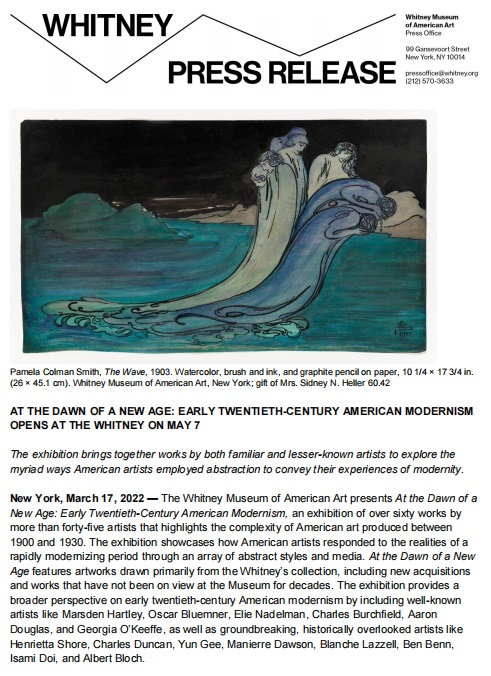 WHITNEY
PRESS RELEASE
Whitney Museum
of American Art
Press Office
99 Gansevoort Street
New York, NY 10014
pressoffice@whitney.org
(212) 570-3633
Pamela Colman Smith, The Wave, 1903. Watercolor, brush and ink, and graphite pencil on paper, 10 1/4 × 17 3/4 in.
(26 × 45.1 cm). Whitney Museum of American Art, New York; gift of Mrs. Sidney N. Heller 60.42
AT THE DAWN OF A NEW AGE: EARLY TWENTIETH-CENTURY AMERICAN MODERNISM
OPENS AT THE WHITNEY ON MAY 7
The exhibition brings together works by both familiar and lesser-known artists to explore the
myriad ways American artists employed abstraction to convey their experiences of modernity.
New York, March 17, 2022 — The Whitney Museum of American Art presents At the Dawn of a
New Age: Early Twentieth-Century American Modernism, an exhibition of over sixty works by
more than forty-five artists that highlights the complexity of American art produced between
1900 and 1930. The exhibition showcases how American artists responded to the realities of a
rapidly modernizing period through an array of abstract styles and media. At the Dawn of a New
Age features artworks drawn primarily from the Whitney's collection, including new acquisitions
and works that have not been on view at the Museum for decades. The exhibition provides a
broader perspective on early twentieth-century American modernism by including well-known
artists like Marsden Hartley, Oscar Bluemner, Elie Nadelman, Charles Burchfield, Aaron
Douglas, and Georgia O'Keeffe, as well as groundbreaking, historically overlooked artists like
Henrietta Shore, Charles Duncan, Yun Gee, Manierre Dawson, Blanche Lazzell, Ben Benn,
Isami Doi, and Albert Bloch.